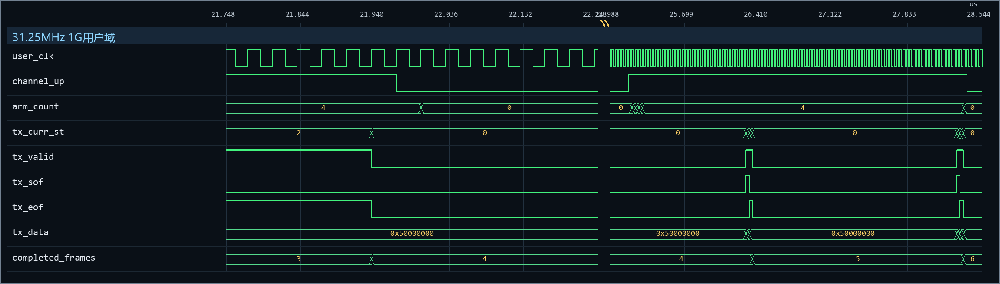 us
21.748 21.844 21.940 22.036 22.132 25.699 26.410 27.122 27.833 28.544
31.25MHz 1G用户域
user_clk
channel_up
arm_count 4 0 0 4 0
tx_curr_st 2 0 0 0 0
tx_valid
tx_sof
tx_eof
tx_data 0x50000000 0x50000000 0x50000000
completed_frames 3 4 4 5 6